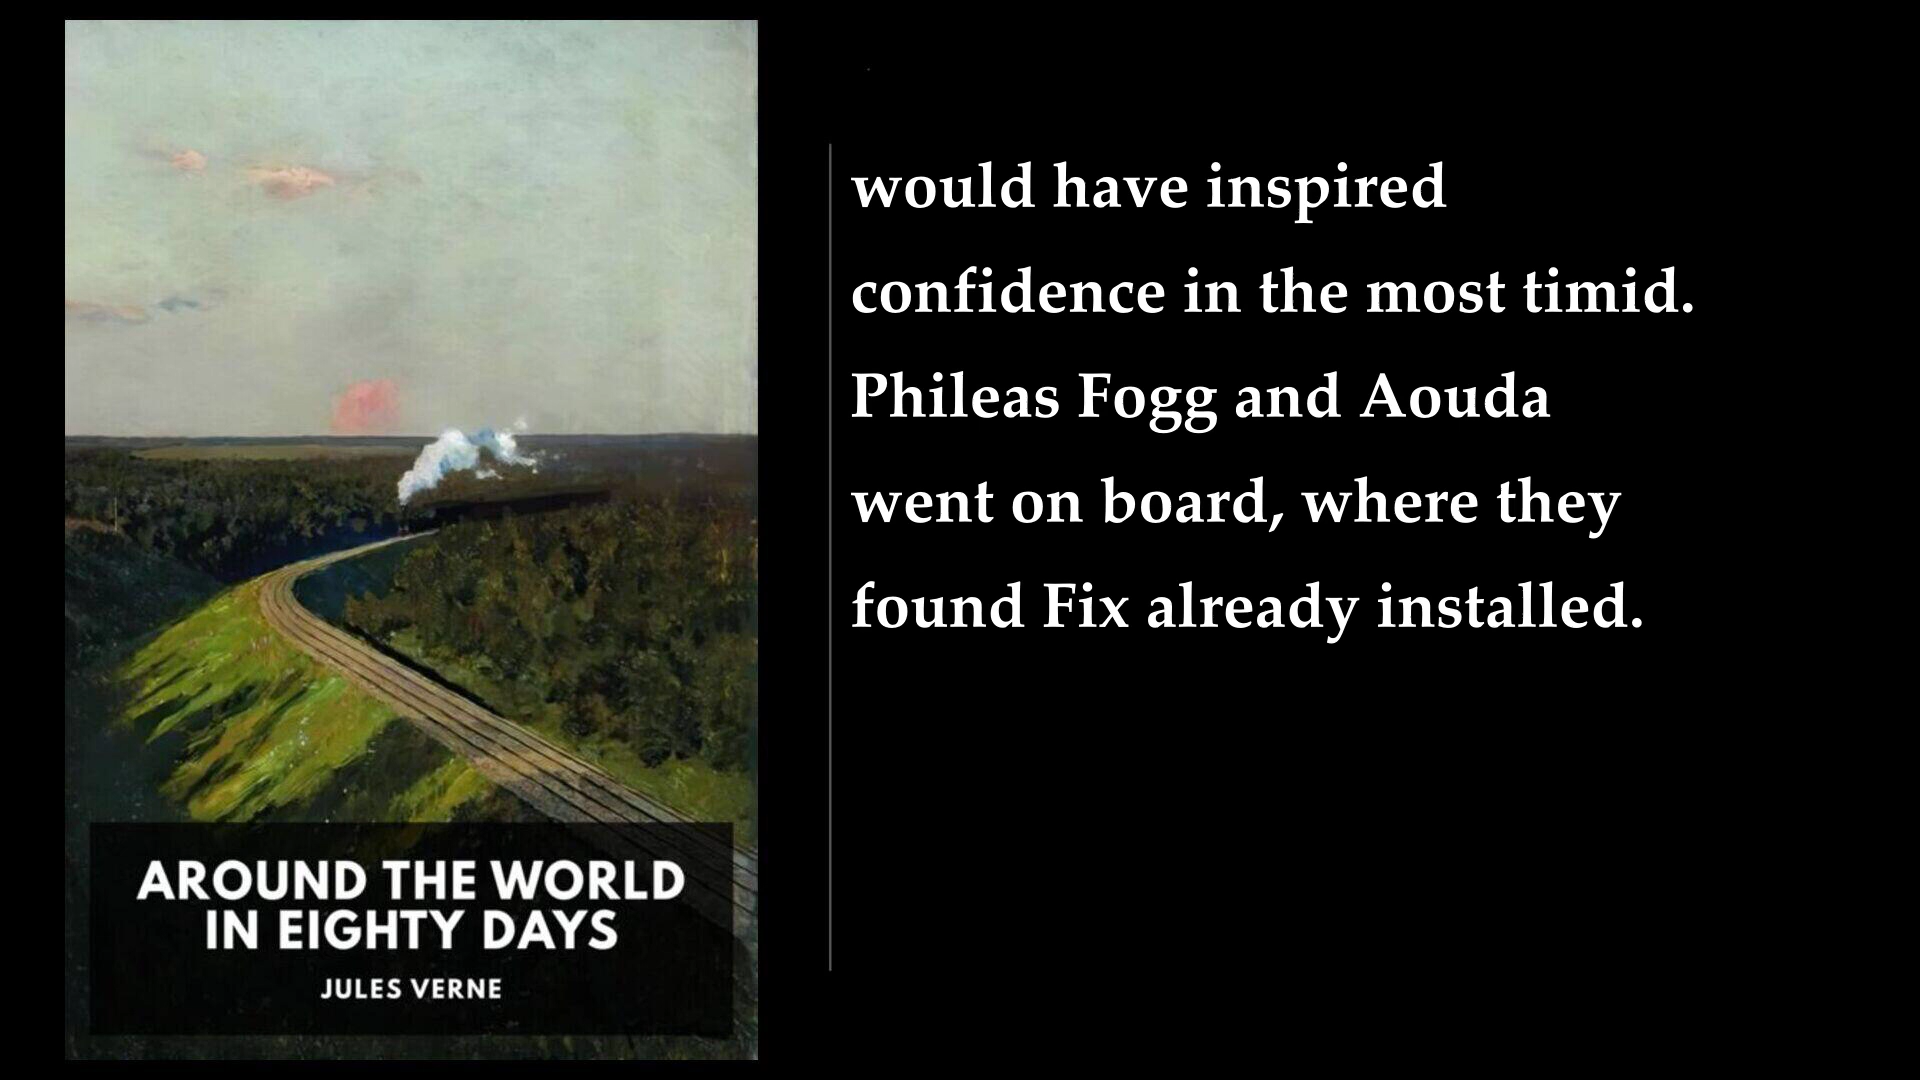 AROUND THE WORLD
IN EIGHTY DAYS
JULES VERNE
would have inspired
confidence in the most timid.
Phileas Fogg and Aouda
went on board, where they
found Fix already installed.